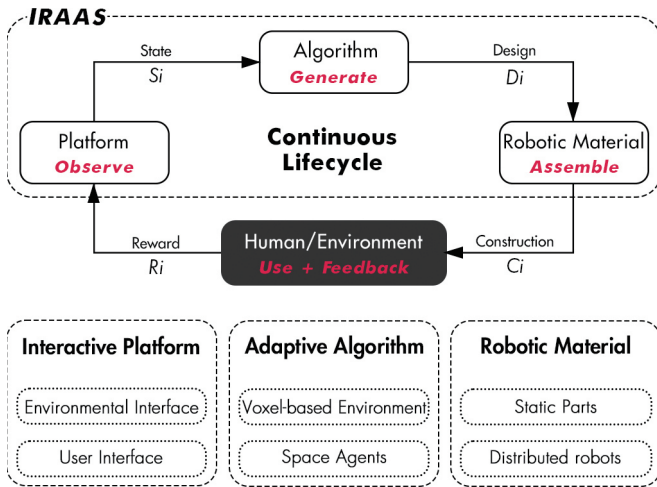 IRAAS
State
Si
Algorithm
Generate
Design
Di
Platform
Observe
Continuous
Lifecycle
Robotic Material
Assemble
Reward
Ri
Human/Environment
Use + Feedback
Construction
Ci
Interactive Platform
Environmental Interface
User Interface
Adaptive Algorithm
Voxel-based Environment
Space Agents
Robotic Material
Static Parts
Distributed robots